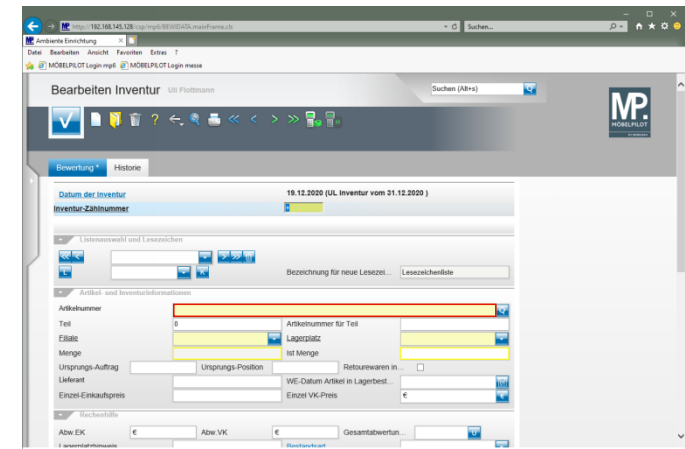 http://192.168.145.128/csp/mp6/BEWIDATA.mainFrame.cls
Suchen...
Ambiente Einrichtung
Datei Bearbeiten Ansicht Favoriten Extras ?
MÖBELPILOT Login mp6 MÖBELPILOT Login messe
Bearbeiten Inventur Uli Flottmann
Suchen (Alt+s)
MP.
MÖBELPILOT
Bewertung * Historie
Datum der Inventur 19.12.2020 (UL Inventur vom 31.12.2020 )
Inventur-Zählnummer
Listenauswahl und Lesezeichen
L
Bezeichnung für neue Lesezei... Lesezeichenliste
Artikel- und Inventurinformationen
Artikelnummer
Teil 0 Artikelnummer für Teil
Filiale Lagerplatz
Menge Ist Menge
Ursprungs-Auftrag Ursprungs-Position Retourewaren in...
Lieferant WE-Datum Artikel in Lagerbest...
Einzel-Einkaufspreis Einzel VK-Preis €
Rechenhilfe
Abw.EK € Abw.VK € Gesamtabwertun...
Lagerplatzhinweis Bestandsart